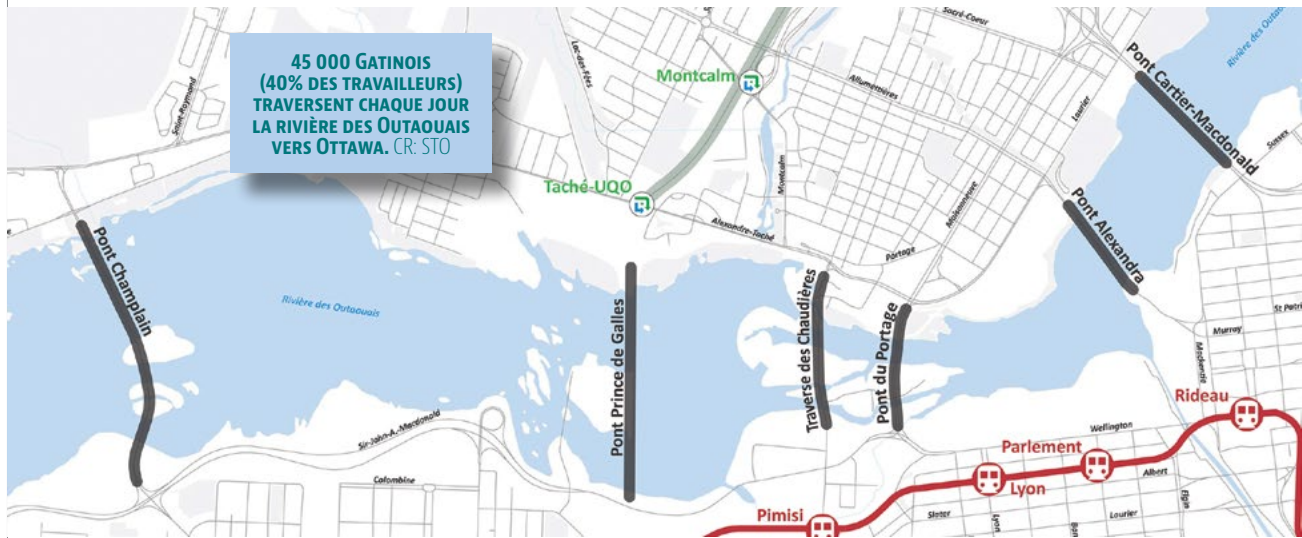 45 000 GATINOIS
(40% DES TRAVAILLEURS)
TRAVERSENT CHAQUE JOUR
LA RIVIÈRE DES OUTAOUAIS
VERS OTTAWA. CR: STO
Saint-Raymond
Lac-des-Fées
Sacré-Coeur
Montcalm
Allumettières
Laurier
Pont Cartier-Macdonald
Rivière des Outaouais
Sussex
Taché-UQO
Montcalm
Maisonneuve
Alexandre-Taché
Portage
Pont Alexandra
Pont Champlain
Rivière des Outaouais
Pont Prince de Galles
Traverse des Chaudières
Pont du Portage
St Patri
Murray
Mackenzie
Rideau
Sir-John-A.-Macdonald
Wellington
Parlement
Colombine
Albert
Lyon
Elgin
Pimisi
Slater
Lyon
Laurier